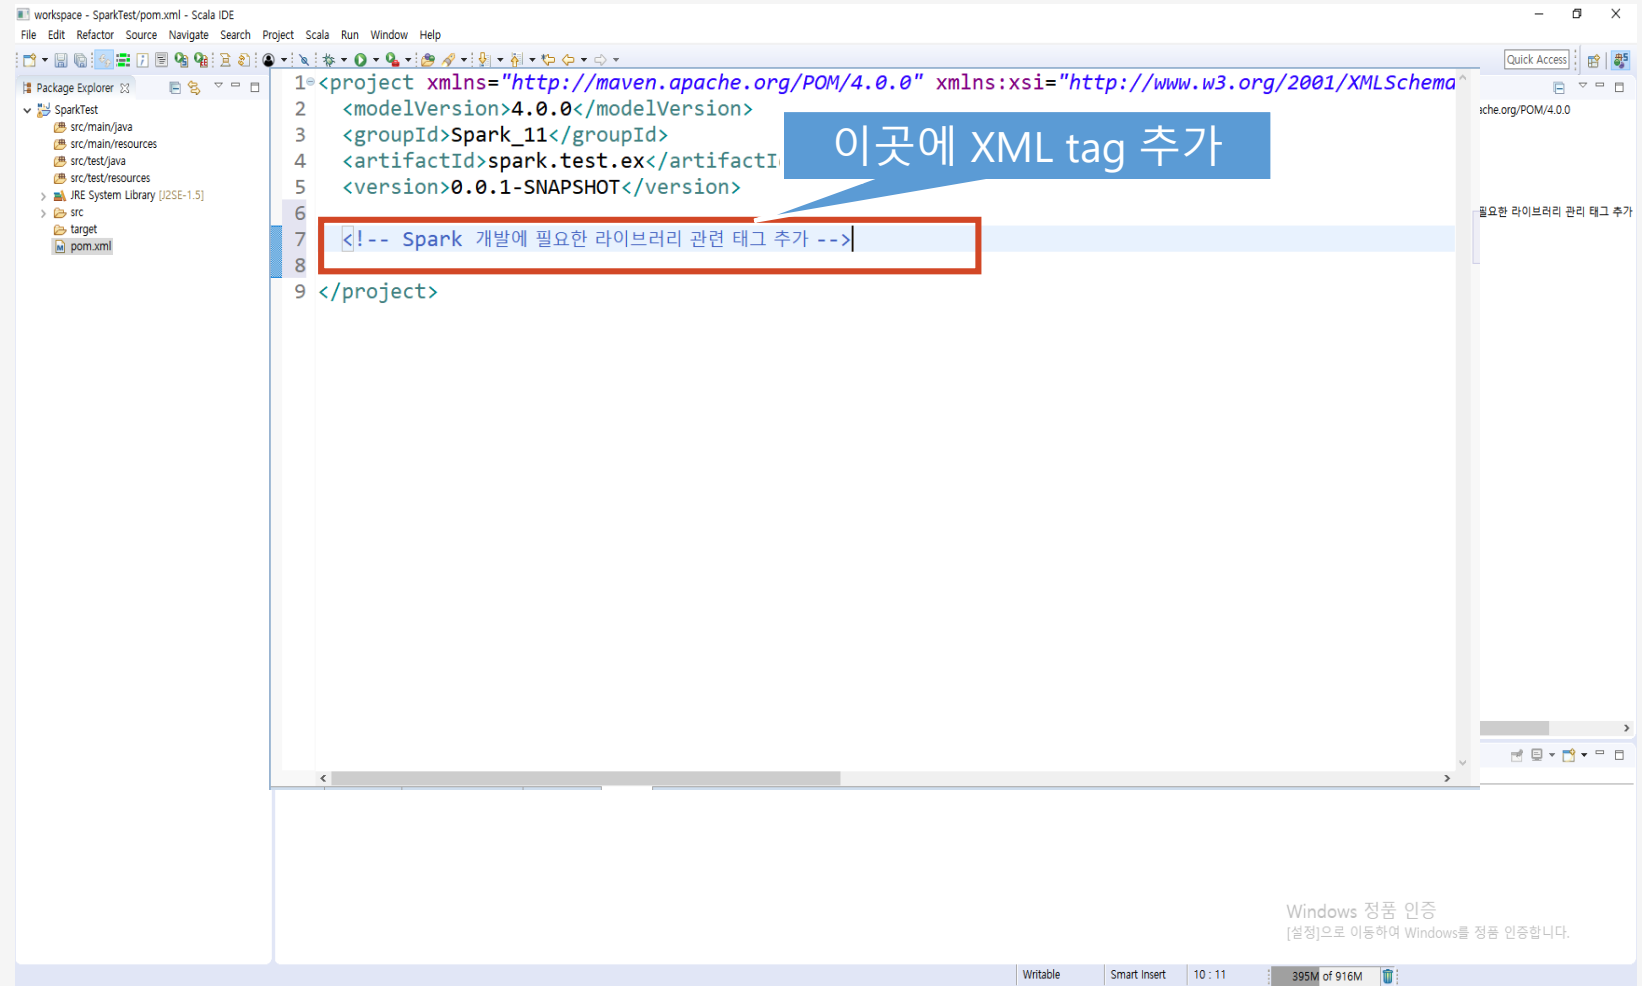 workspace - SparkTest/pom.xml - Scala IDE
File Edit Refactor Source Navigate Search Project Scala Run Window Help
Quick Access
Package Explorer
SparkTest
src/main/java
src/main/resources
src/test/java
src/test/resources
JRE System Library [J2SE-1.5]
src
target
pom.xml
1 <project xmlns="http://maven.apache.org/POM/4.0.0" xmlns:xsi="http://www.w3.org/2001/XMLSchema
2 <modelVersion>4.0.0</modelVersion>
3 <groupId>Spark_11</groupId>
4 <artifactId>spark.test.ex</artifactI
5 <version>0.0.1-SNAPSHOT</version>
6
7 <!-- Spark 개발에 필요한 라이브러리 관련 태그 추가 -->
8
9 </project>
이곳에 XML tag 추가
ache.org/POM/4.0.0
필요한 라이브러리 관리 태그 추가
Windows 정품 인증
[설정]으로 이동하여 Windows를 정품 인증합니다.
Writable Smart Insert 10 : 11 395M of 916M